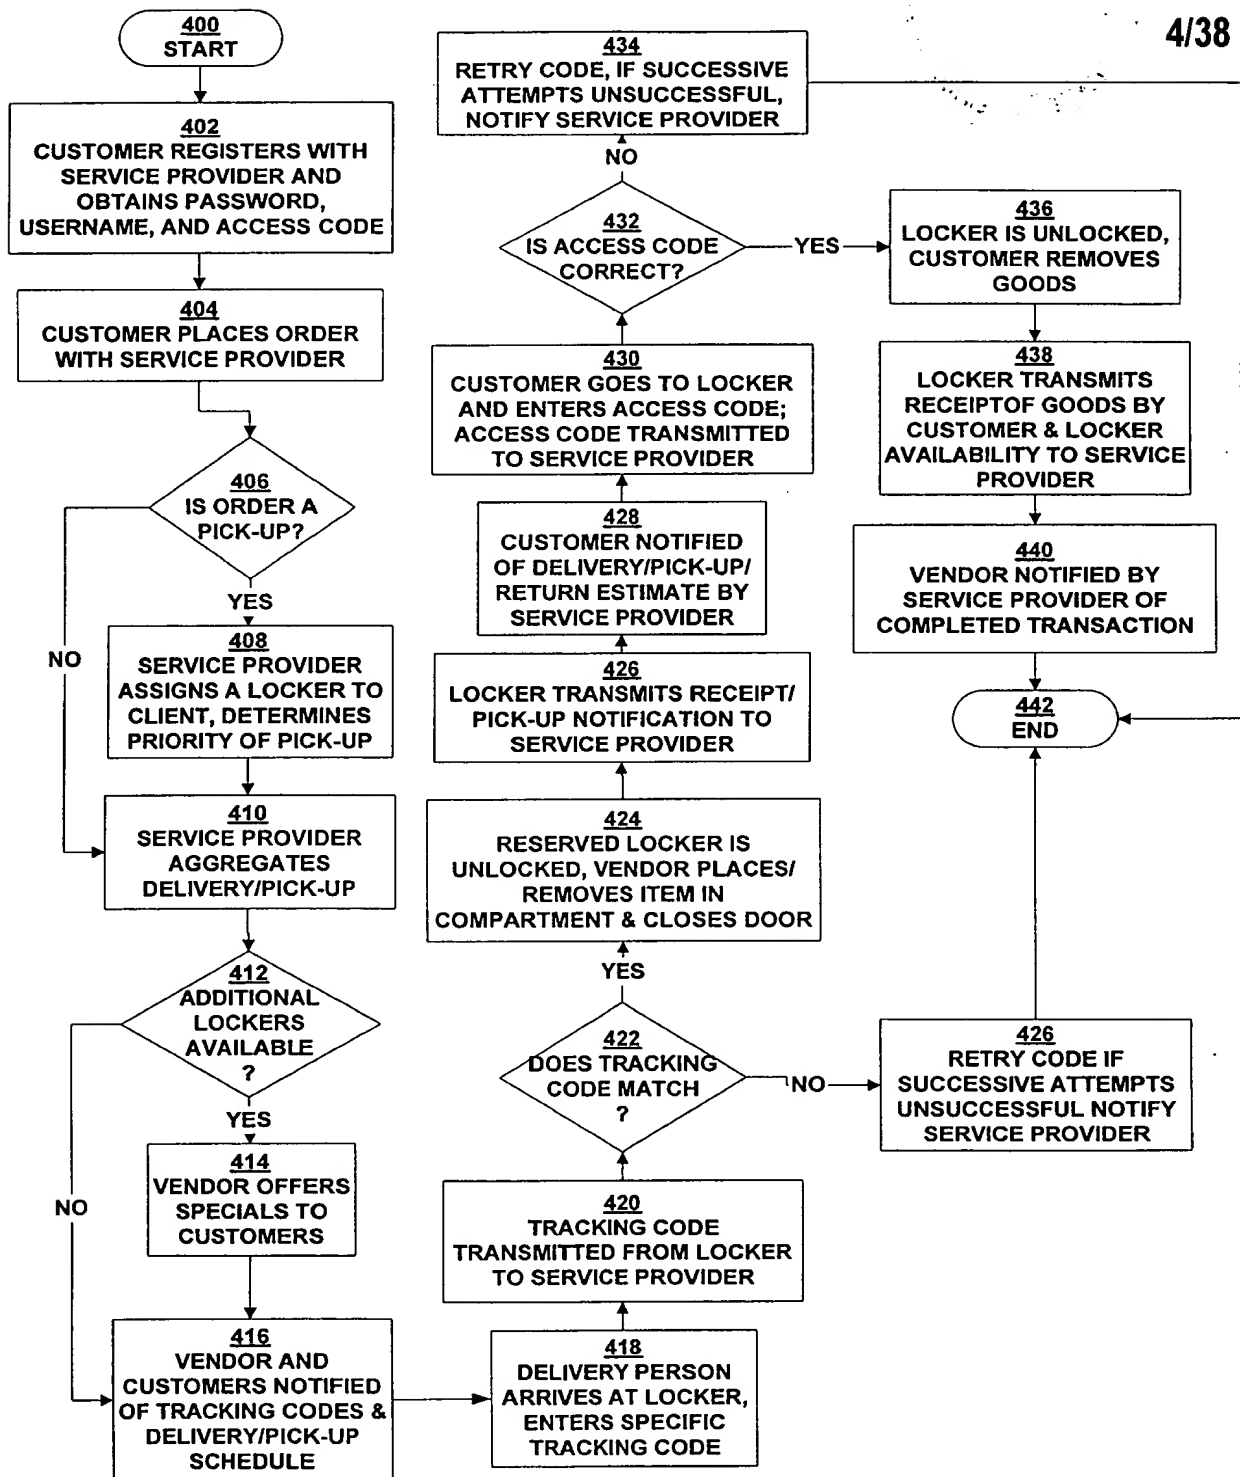 4/38
400
START
402
CUSTOMER REGISTERS WITH
SERVICE PROVIDER AND
OBTAINS PASSWORD,
USERNAME, AND ACCESS CODE
404
CUSTOMER PLACES ORDER
WITH SERVICE PROVIDER
406
IS ORDER A
PICK-UP?
YES
NO
408
SERVICE PROVIDER
ASSIGNS A LOCKER TO
CLIENT, DETERMINES
PRIORITY OF PICK-UP
410
SERVICE PROVIDER
AGGREGATES
DELIVERY/PICK-UP
412
ADDITIONAL
LOCKERS
AVAILABLE
?
YES
NO
414
VENDOR OFFERS
SPECIALS TO
CUSTOMERS
416
VENDOR AND
CUSTOMERS NOTIFIED
OF TRACKING CODES &
DELIVERY/PICK-UP
SCHEDULE
418
DELIVERY PERSON
ARRIVES AT LOCKER,
ENTERS SPECIFIC
TRACKING CODE
420
TRACKING CODE
TRANSMITTED FROM LOCKER
TO SERVICE PROVIDER
422
DOES TRACKING
CODE MATCH
?
NO
426
RETRY CODE IF
SUCCESSIVE ATTEMPTS
UNSUCCESSFUL NOTIFY
SERVICE PROVIDER
YES
424
RESERVED LOCKER IS
UNLOCKED, VENDOR PLACES/
REMOVES ITEM IN
COMPARTMENT & CLOSES DOOR
426
LOCKER TRANSMITS RECEIPT/
PICK-UP NOTIFICATION TO
SERVICE PROVIDER
428
CUSTOMER NOTIFIED
OF DELIVERY/PICK-UP/
RETURN ESTIMATE BY
SERVICE PROVIDER
430
CUSTOMER GOES TO LOCKER
AND ENTERS ACCESS CODE;
ACCESS CODE TRANSMITTED
TO SERVICE PROVIDER
432
IS ACCESS CODE
CORRECT?
NO
434
RETRY CODE, IF SUCCESSIVE
ATTEMPTS UNSUCCESSFUL,
NOTIFY SERVICE PROVIDER
YES
436
LOCKER IS UNLOCKED,
CUSTOMER REMOVES
GOODS
438
LOCKER TRANSMITS
RECEIPTOF GOODS BY
CUSTOMER & LOCKER
AVAILABILITY TO SERVICE
PROVIDER
440
VENDOR NOTIFIED BY
SERVICE PROVIDER OF
COMPLETED TRANSACTION
442
END